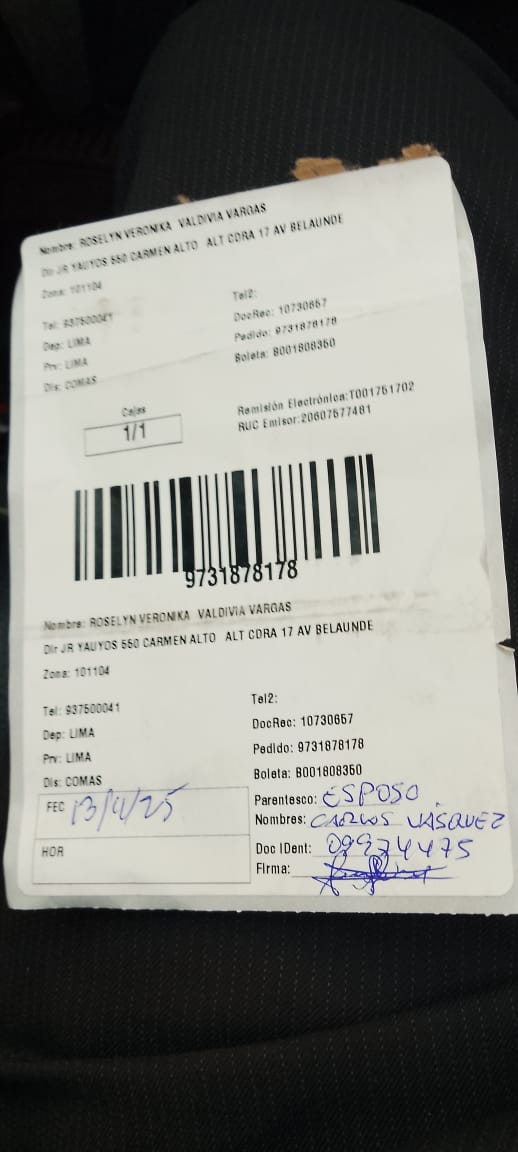 Nombre: ROSELYN VERONIKA VALDIVIA VARGAS
Dir JR YAUYOS 550 CARMEN ALTO ALT CDRA 17 AV BELAUNDE
Zona: 101104
Tel: 937500041
Tel2:
Dep: LIMA
DocRec: 10730657
Prv: LIMA
Pedido: 9731878178
Dis: COMAS
Boleta: B001808350
Cajas
1/1
Remisión Electrónica:T001751702
RUC Emisor:20607577481
9731878178
Nombre: ROSELYN VERONIKA VALDIVIA VARGAS
Dir JR YAUYOS 550 CARMEN ALTO ALT CDRA 17 AV BELAUNDE
Zona: 101104
Tel: 937500041
Tel2:
Dep: LIMA
DocRec: 10730657
Prv: LIMA
Pedido: 9731878178
Dis: COMAS
Boleta: B001808350
FEC
Parentesco: ESPOSO
Nombres: CARLOS VÁSQUEZ
HOR
Doc IDent: 09974475
Firma: